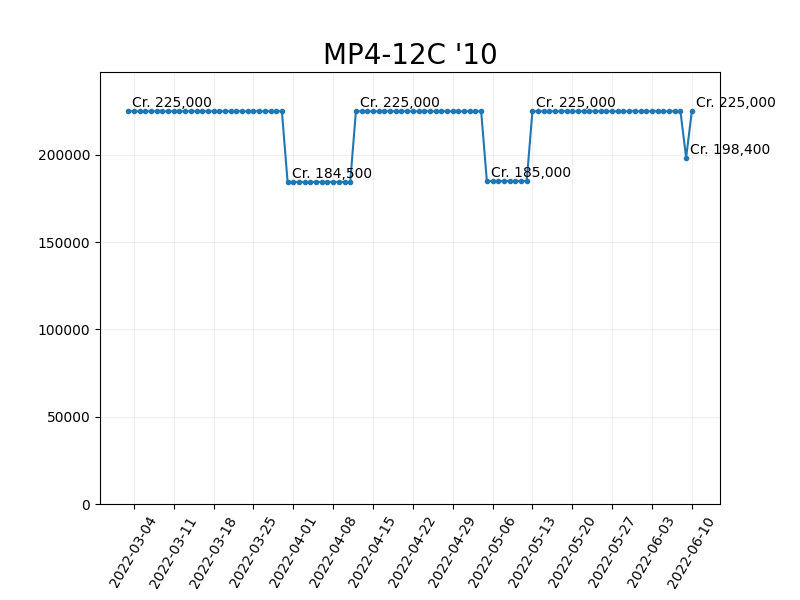 MP4-12C '10
Cr. 225,000
Cr. 225,000
Cr. 225,000
Cr. 225,000
Cr. 198,400
Cr. 184,500
Cr. 185,000
200000
150000
100000
50000
0
2022-03-04
2022-03-11
2022-03-18
2022-03-25
2022-04-01
2022-04-08
2022-04-15
2022-04-22
2022-04-29
2022-05-06
2022-05-13
2022-05-20
2022-05-27
2022-06-03
2022-06-10